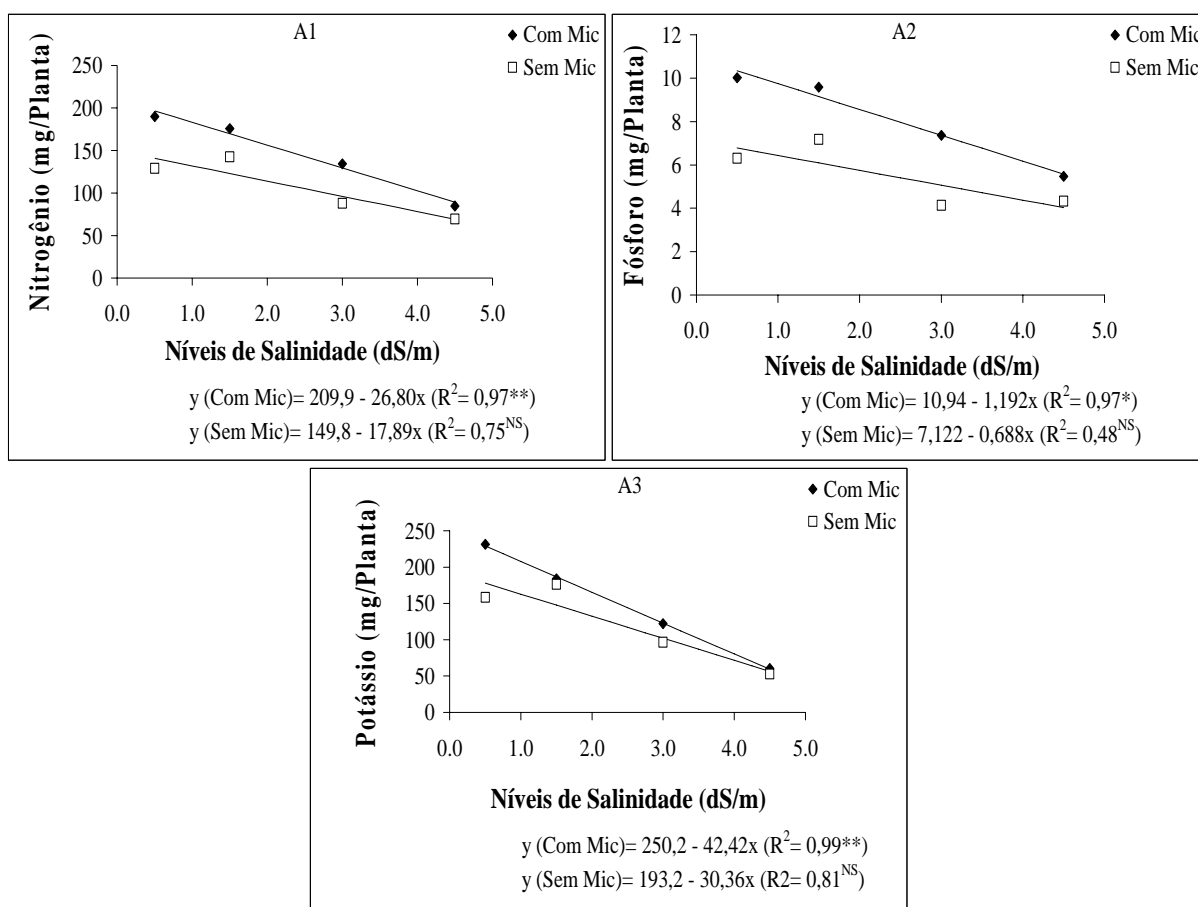 A1
Com Mic
Sem Mic
Nitrogênio (mg/Planta)
250
200
150
100
50
0
0.0 1.0 2.0 3.0 4.0 5.0
Níveis de Salinidade (dS/m)
y (Com Mic)= 209,9 - 26,80x (R²= 0,97**)
y (Sem Mic)= 149,8 - 17,89x (R²= 0,75ᴺˢ)
A2
Com Mic
Sem Mic
Fósforo (mg/Planta)
12
10
8
6
4
2
0
0.0 1.0 2.0 3.0 4.0 5.0
Níveis de Salinidade (dS/m)
y (Com Mic)= 10,94 - 1,192x (R²= 0,97*)
y (Sem Mic)= 7,122 - 0,688x (R²= 0,48ᴺˢ)
A3
Com Mic
Sem Mic
Potássio (mg/Planta)
250
200
150
100
50
0
0.0 1.0 2.0 3.0 4.0 5.0
Níveis de Salinidade (dS/m)
y (Com Mic)= 250,2 - 42,42x (R²= 0,99**)
y (Sem Mic)= 193,2 - 30,36x (R2= 0,81ᴺˢ)